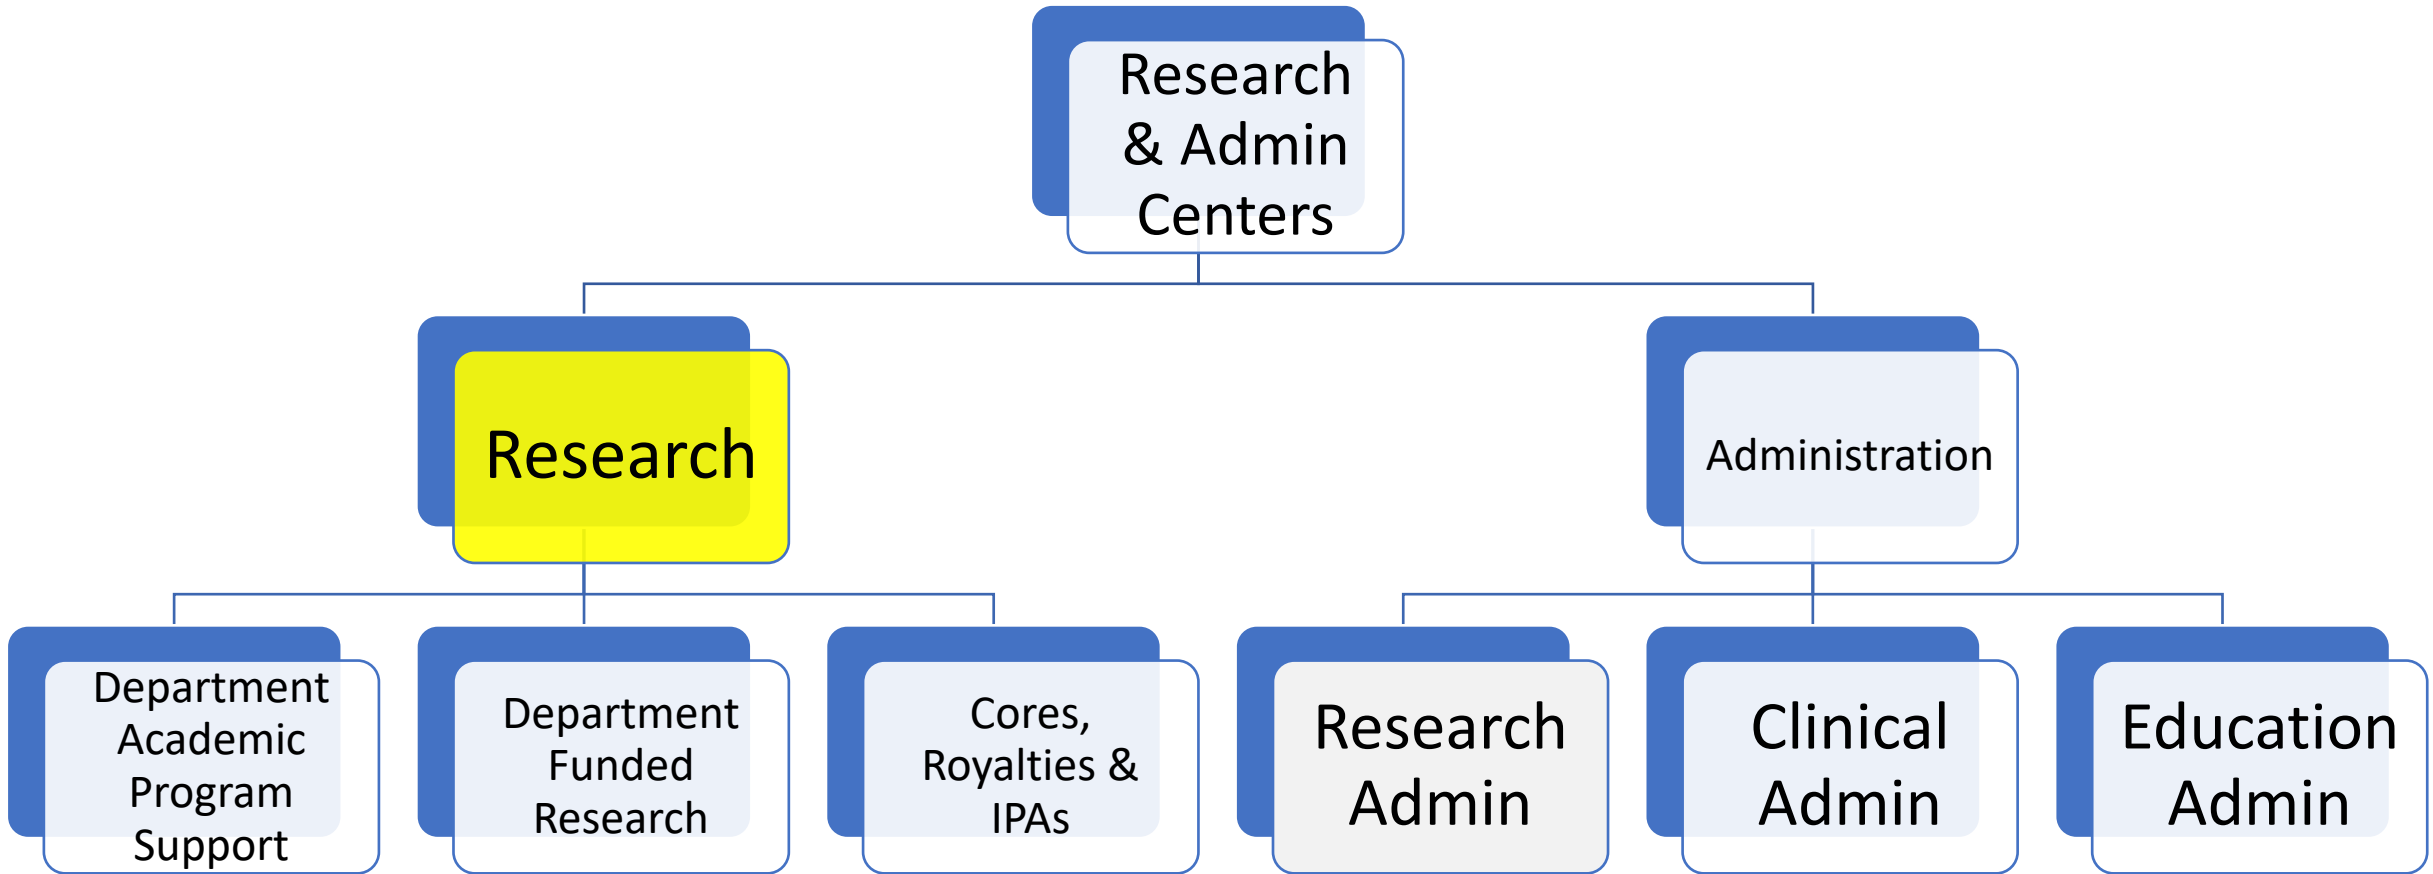 Research
& Admin
Centers
Research
Administration
Department
Academic
Program
Support
Department
Funded
Research
Cores,
Royalties &
IPAs
Research
Admin
Clinical
Admin
Education
Admin